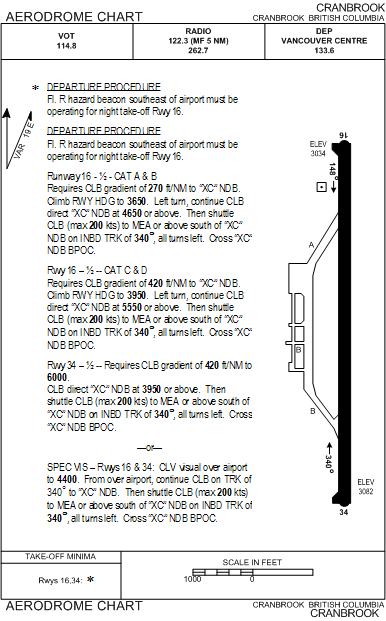 AERODROME CHART
CRANBROOK
CRANBROOK BRITISH COLUMBIA
VOT
114.8
RADIO
122.3 (MF 5 NM)
262.7
DEP
VANCOUVER CENTRE
133.6
VAR 19 E
* DEPARTURE PROCEDURE
Fl. R hazard beacon southeast of airport must be
operating for night take-off Rwy 16.
DEPARTURE PROCEDURE
Fl. R hazard beacon southeast of airport must be
operating for night take-off Rwy 16.
Runway 16 - ½ - CAT A & B
Requires CLB gradient of 270 ft/NM to "XC" NDB.
Climb RWY HDG to 3650. Left turn, continue CLB
direct "XC" NDB at 4650 or above. Then shuttle
CLB (max 200 kts) to MEA or above south of "XC"
NDB on INBD TRK of 340°, all turns left. Cross "XC"
NDB BPOC.
Rwy 16 – ½ -- CAT C & D
Requires CLB gradient of 420 ft/NM to "XC" NDB.
Climb RWY HDG to 3950. Left turn, continue CLB
direct "XC" NDB at 5550 or above. Then shuttle
CLB (max 200 kts) to MEA or above south of "XC"
NDB on INBD TRK of 340°, all turns left. Cross "XC"
NDB BPOC.
Rwy 34 – ½ -- Requires CLB gradient of 420 ft/NM to
6000.
CLB direct "XC" NDB at 3950 or above. Then
shuttle CLB (max 200 kts) to MEA or above south of
"XC" NDB on INBD TRK of 340°, all turns left. Cross
"XC" NDB BPOC.
—or—
SPEC VIS – Rwys 16 & 34: CLV visual over airport
to 4400. From over airport, continue CLB on TRK of
340° to "XC" NDB. Then shuttle CLB (max 200 kts)
to MEA or above south of "XC" NDB on INBD TRK of
340°, all turns left. Cross "XC" NDB BPOC.
16
ELEV
3034
148°
A
B
B
340°
ELEV
3082
34
TAKE-OFF MINIMA
Rwys 16,34: *
SCALE IN FEET
1000 0
AERODROME CHART
CRANBROOK BRITISH COLUMBIA
CRANBROOK